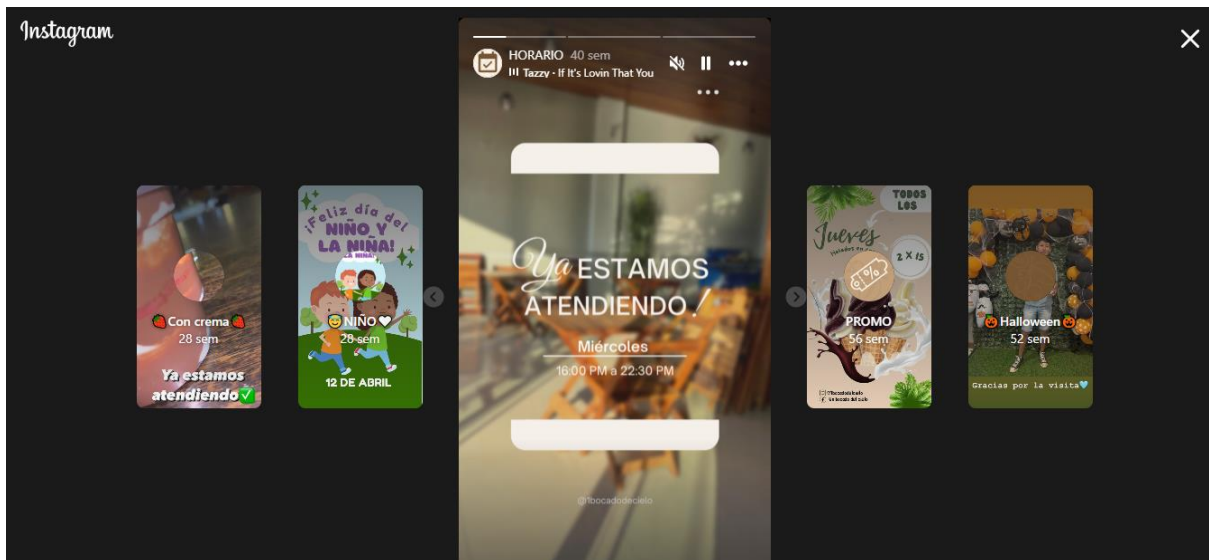 Instagram
HORARIO 40 sem
Tazzy · If It's Lovin That You
🍓Con crema🍓
28 sem
Ya estamos
atendiendo✅
¡Feliz día del
NIÑO Y
LA NIÑA!
😇NIÑO🤍
28 sem
12 DE ABRIL
Ya ESTAMOS
ATENDIENDO!
Miércoles
16:00 PM a 22:30 PM
@1bocadodecielo
TODOS
LOS
Jueves
2 X 15
PROMO
56 sem
🎃Halloween🎃
52 sem
Gracias por la visita🩵